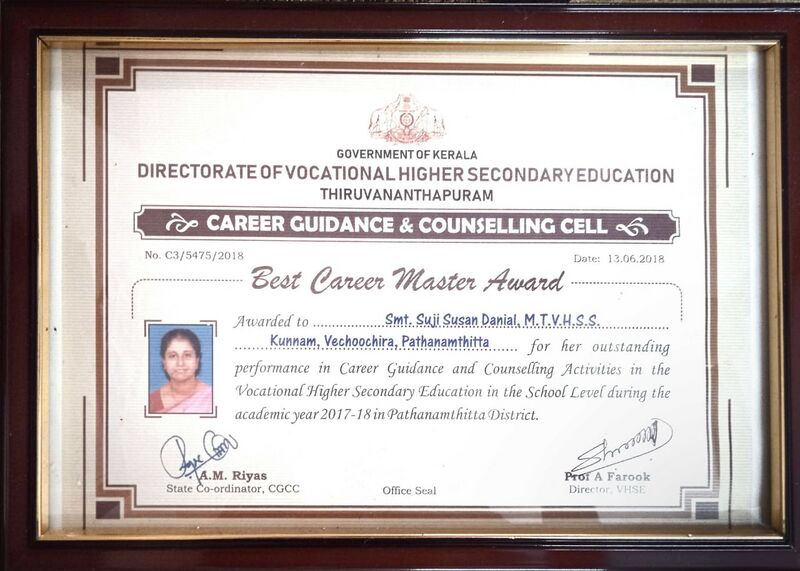 GOVERNMENT OF KERALA
DIRECTORATE OF VOCATIONAL HIGHER SECONDARY EDUCATION
THIRUVANANTHAPURAM
CAREER GUIDANCE & COUNSELLING CELL
No. C3/5475/2018
Date: 13.06.2018
Best Career Master Award
Awarded to Smt. Suji Susan Danial, M.T.V.H.S.S.
Kunnam, Vechoochira, Pathanamthitta for her outstanding
performance in Career Guidance and Counselling Activities in the
Vocational Higher Secondary Education in the School Level during the
academic year 2017-18 in Pathanamthitta District.
A.M. Riyas
State Co-ordinator, CGCC
Office Seal
Prof A Farook
Director, VHSE